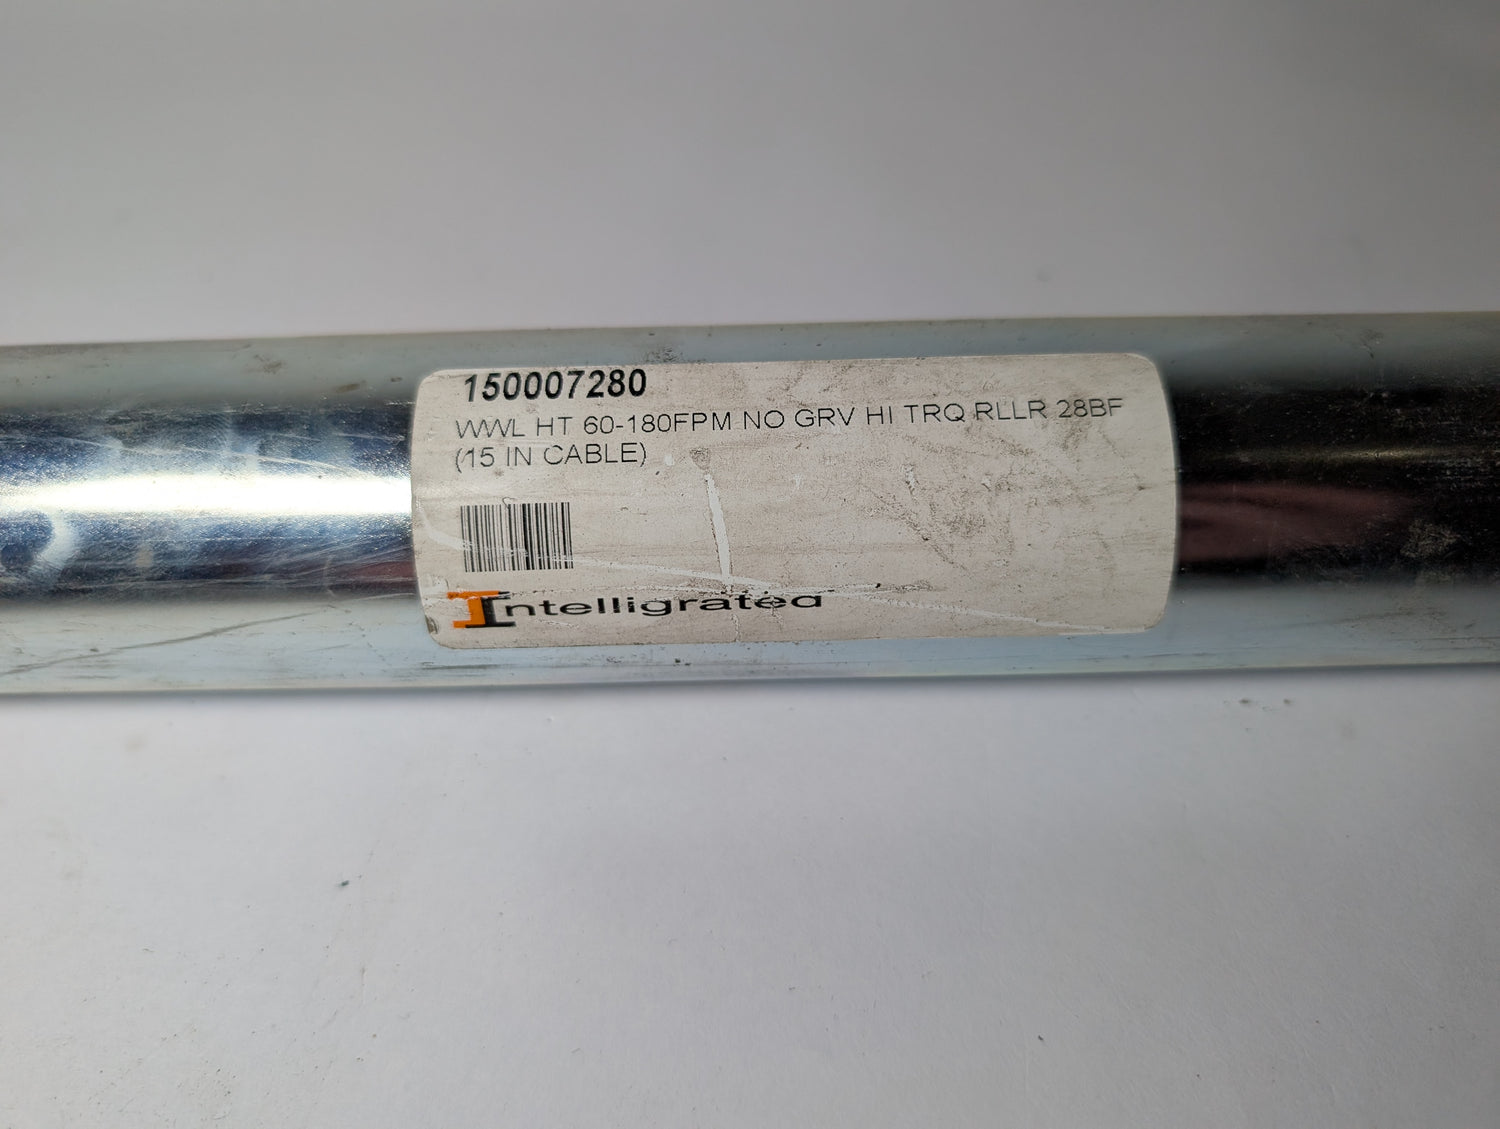 150007280
WWL HT 60-180FPM NO GRV HI TRQ RLLR 28BF
(15 IN CABLE)
Intelligrated